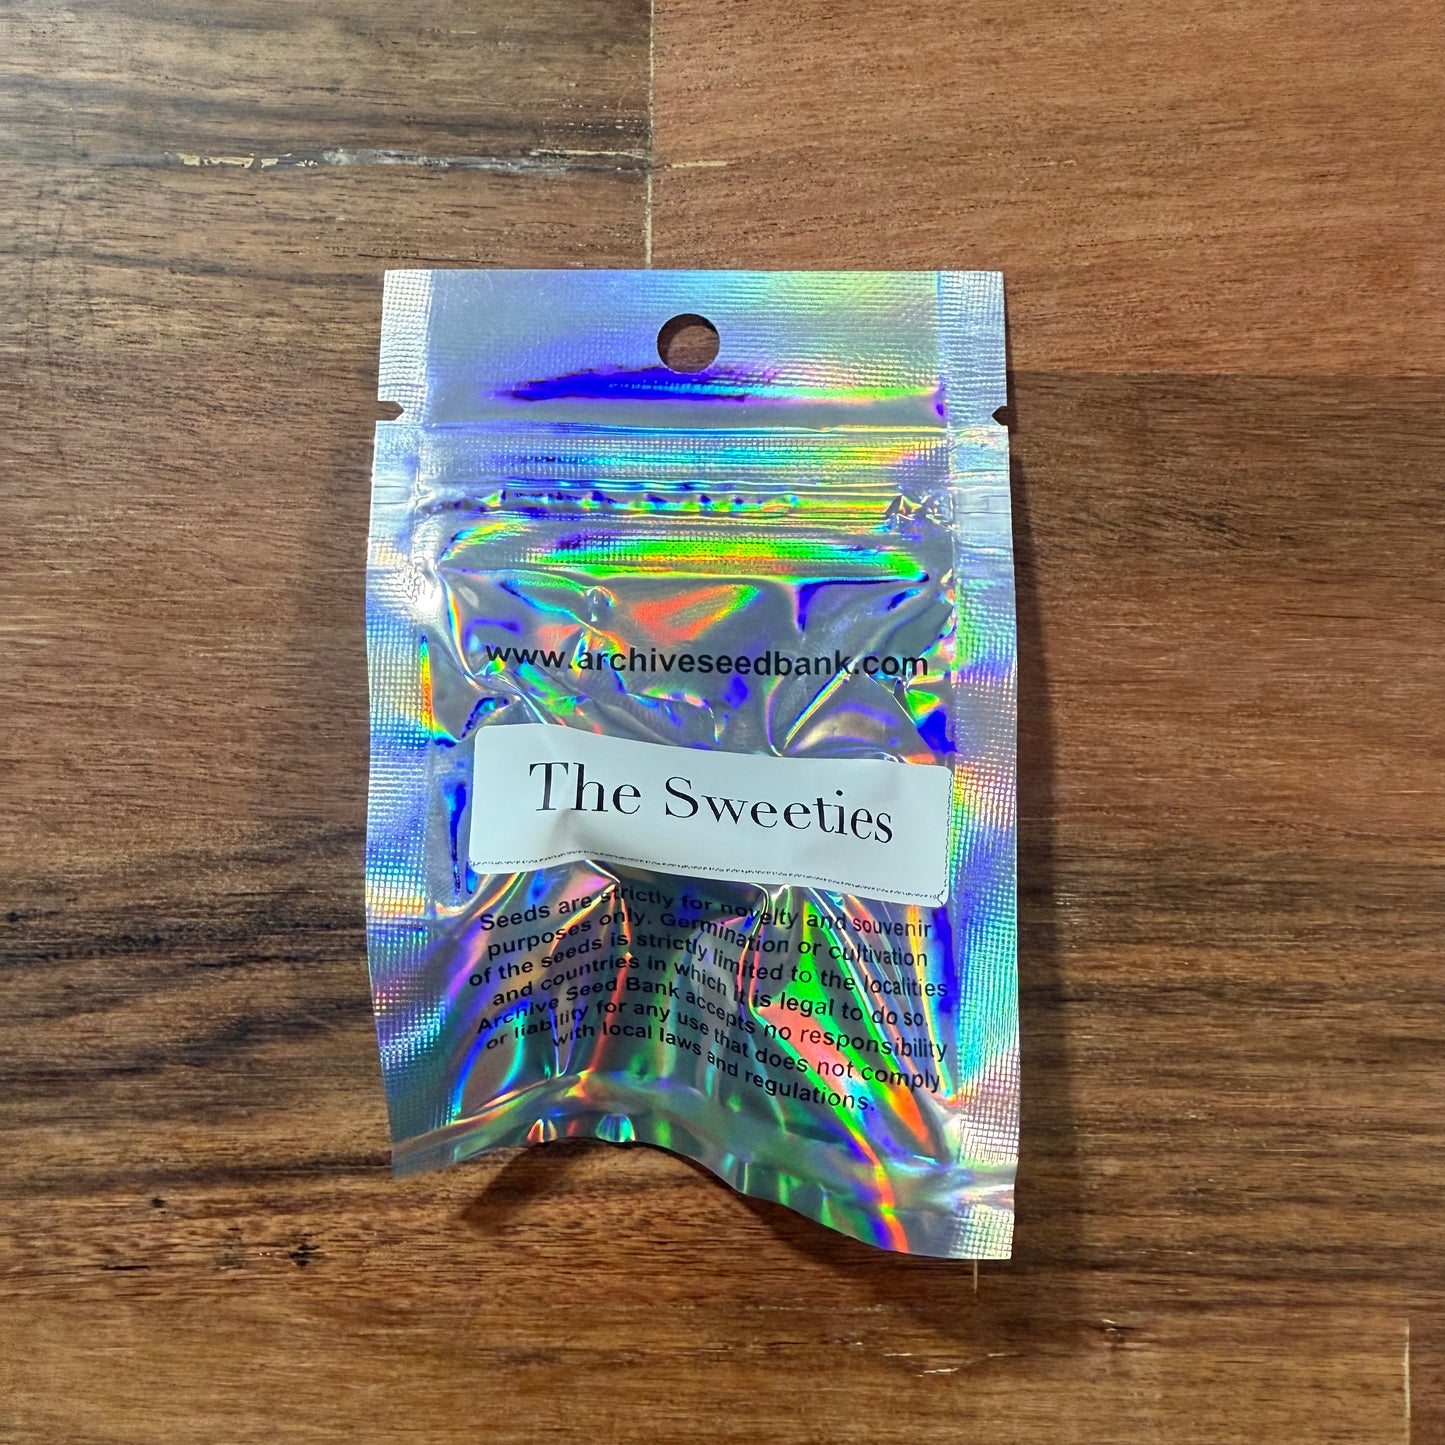 www.archiveseedbank.com
The Sweeties
Seeds are strictly for novelty and souvenir
purposes only. Germination or cultivation
of the seeds is strictly limited to the localities
and countries in which it is legal to do so.
Archive Seed Bank accepts no responsibility
or liability for any use that does not comply
with local laws and regulations.